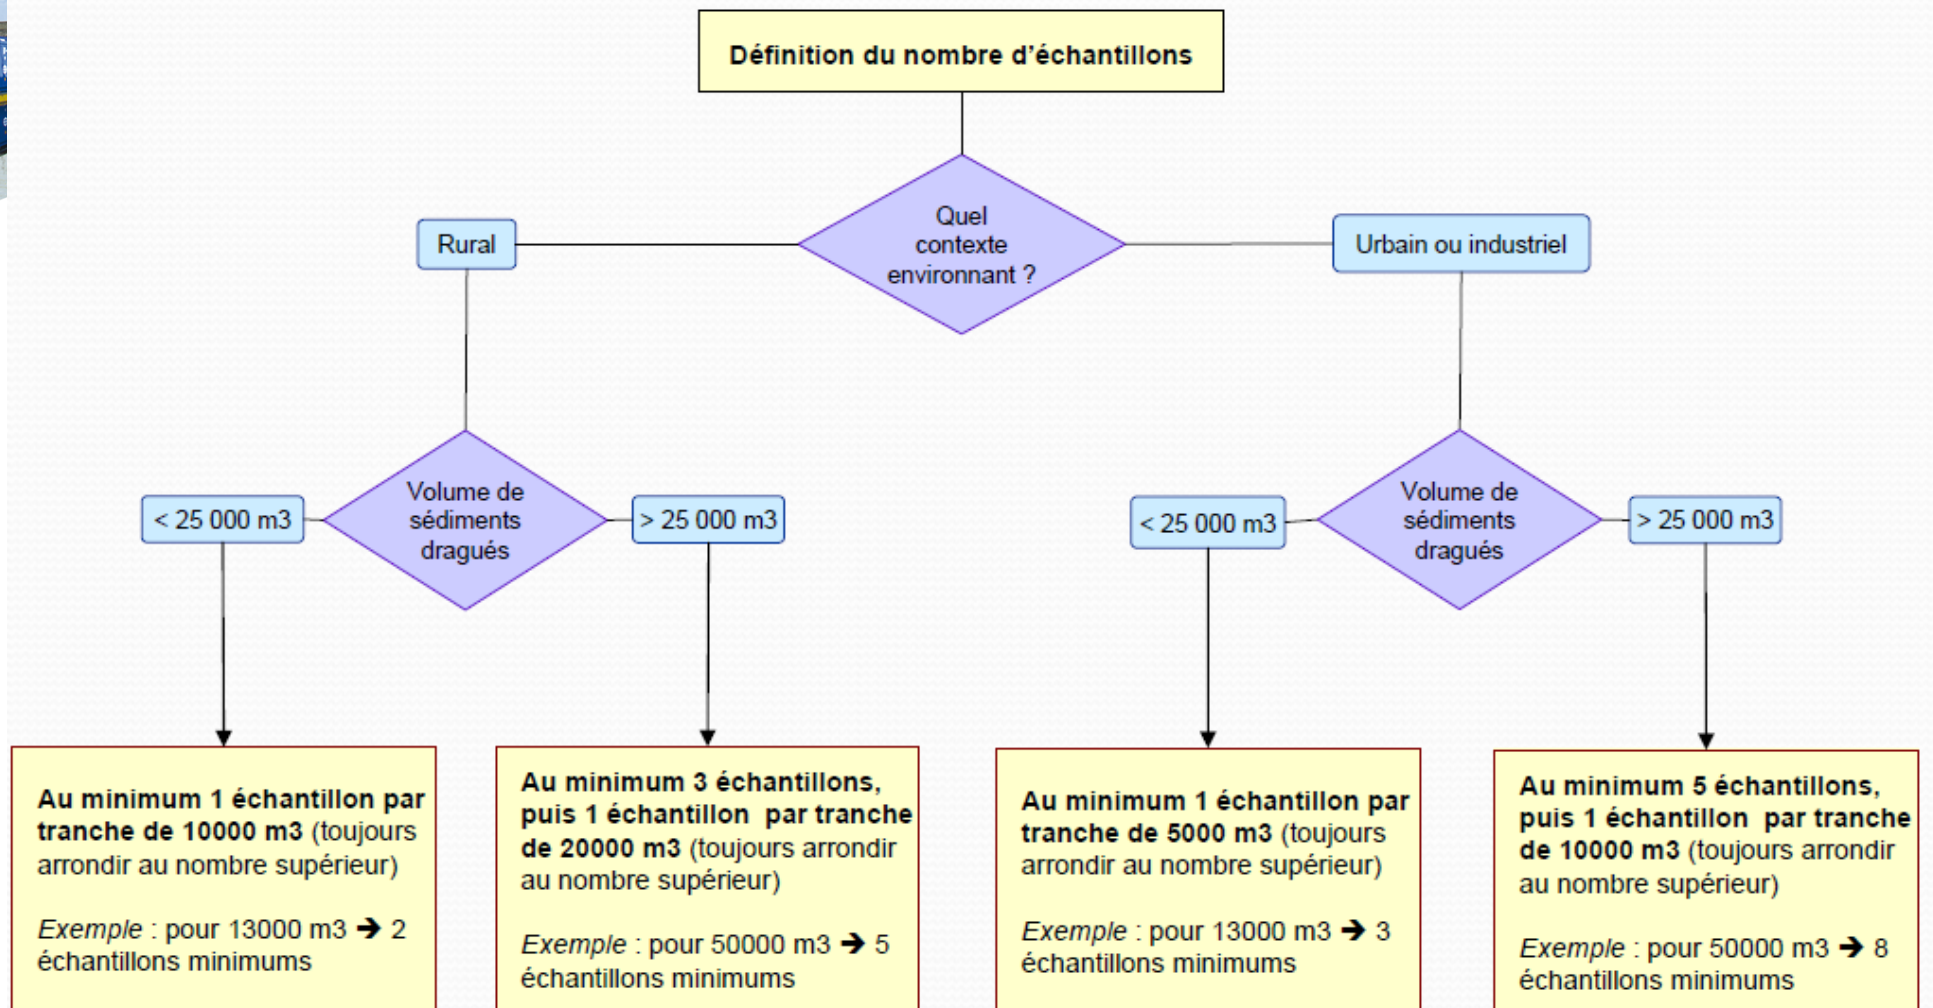 Définition du nombre d'échantillons
Quel
contexte
environnant ?
Rural
Urbain ou industriel
Volume de
sédiments
dragués
< 25 000 m3
> 25 000 m3
Volume de
sédiments
dragués
< 25 000 m3
> 25 000 m3
Au minimum 1 échantillon par
tranche de 10000 m3 (toujours
arrondir au nombre supérieur)
Exemple : pour 13000 m3 ➔ 2
échantillons minimums
Au minimum 3 échantillons,
puis 1 échantillon par tranche
de 20000 m3 (toujours arrondir
au nombre supérieur)
Exemple : pour 50000 m3 ➔ 5
échantillons minimums
Au minimum 1 échantillon par
tranche de 5000 m3 (toujours
arrondir au nombre supérieur)
Exemple : pour 13000 m3 ➔ 3
échantillons minimums
Au minimum 5 échantillons,
puis 1 échantillon par tranche
de 10000 m3 (toujours arrondir
au nombre supérieur)
Exemple : pour 50000 m3 ➔ 8
échantillons minimums